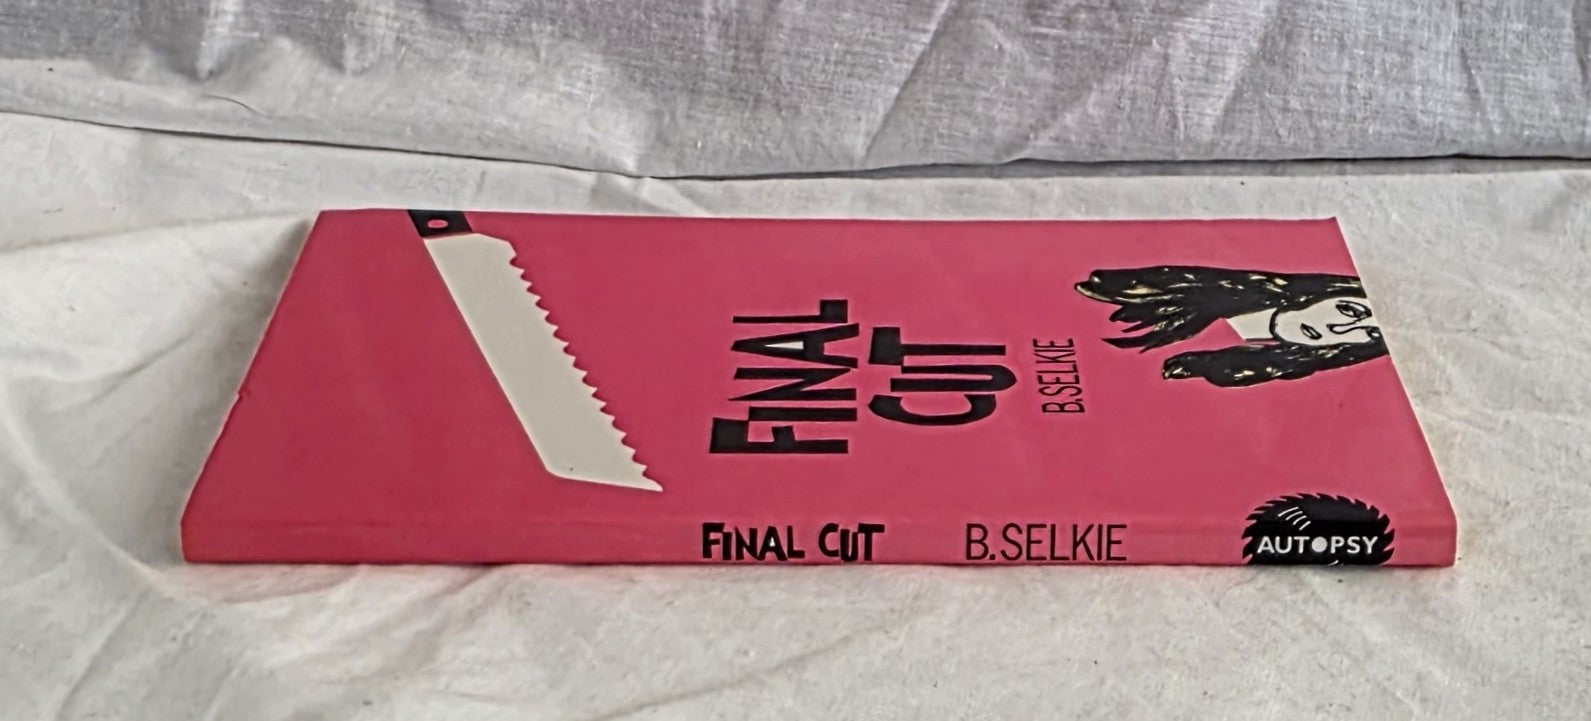 FINAL
CUT
B.SELKIE
FINAL CUT B.SELKIE AUTOPSY